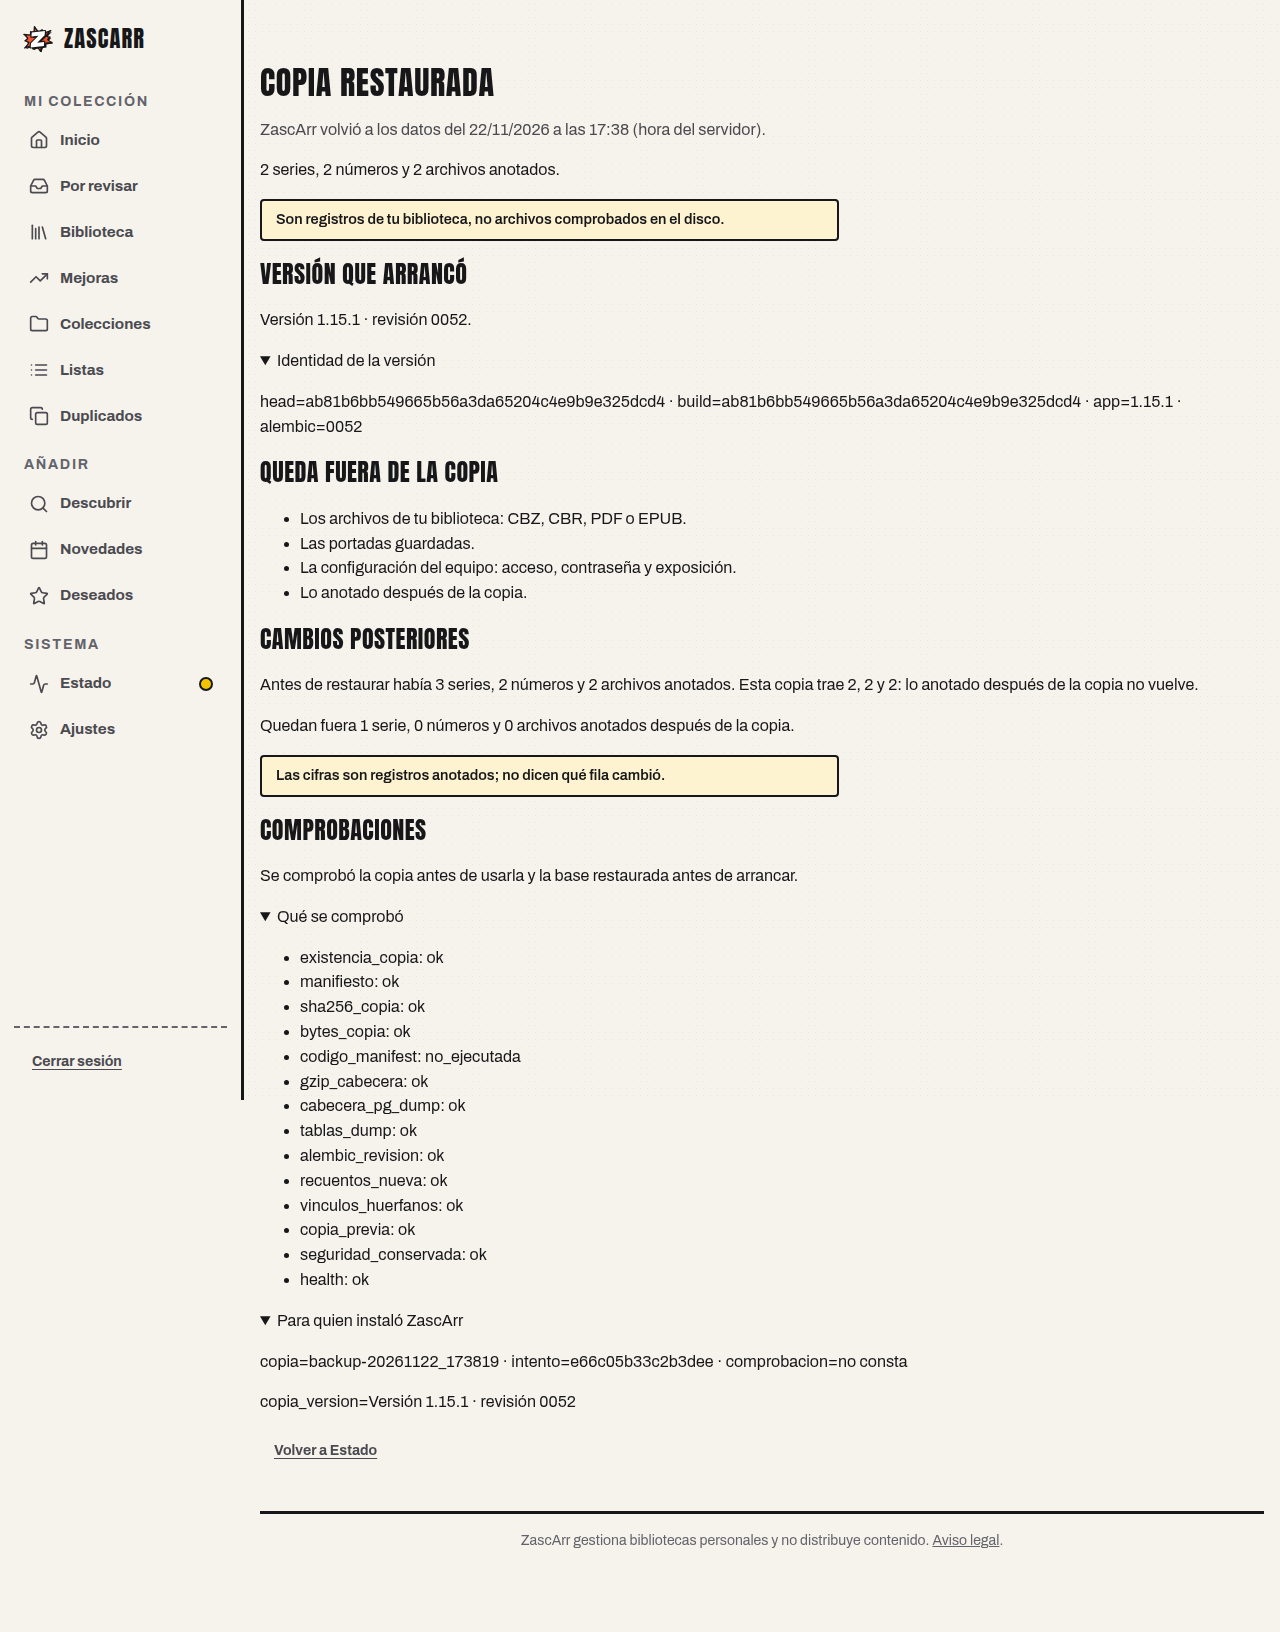 ZASCARR
MI COLECCIÓN
Inicio
Por revisar
Biblioteca
Mejoras
Colecciones
Listas
Duplicados
AÑADIR
Descubrir
Novedades
Deseados
SISTEMA
Estado
Ajustes
Cerrar sesión
COPIA RESTAURADA
ZascArr volvió a los datos del 22/11/2026 a las 17:38 (hora del servidor).
2 series, 2 números y 2 archivos anotados.
Son registros de tu biblioteca, no archivos comprobados en el disco.
VERSIÓN QUE ARRANCÓ
Versión 1.15.1 · revisión 0052.
▼ Identidad de la versión
head=ab81b6bb549665b56a3da65204c4e9b9e325dcd4 · build=ab81b6bb549665b56a3da65204c4e9b9e325dcd4 · app=1.15.1 ·
alembic=0052
QUEDA FUERA DE LA COPIA
• Los archivos de tu biblioteca: CBZ, CBR, PDF o EPUB.
• Las portadas guardadas.
• La configuración del equipo: acceso, contraseña y exposición.
• Lo anotado después de la copia.
CAMBIOS POSTERIORES
Antes de restaurar había 3 series, 2 números y 2 archivos anotados. Esta copia trae 2, 2 y 2: lo anotado después de la copia no vuelve.
Quedan fuera 1 serie, 0 números y 0 archivos anotados después de la copia.
Las cifras son registros anotados; no dicen qué fila cambió.
COMPROBACIONES
Se comprobó la copia antes de usarla y la base restaurada antes de arrancar.
▼ Qué se comprobó
• existencia_copia: ok
• manifiesto: ok
• sha256_copia: ok
• bytes_copia: ok
• codigo_manifest: no_ejecutada
• gzip_cabecera: ok
• cabecera_pg_dump: ok
• tablas_dump: ok
• alembic_revision: ok
• recuentos_nueva: ok
• vinculos_huerfanos: ok
• copia_previa: ok
• seguridad_conservada: ok
• health: ok
▼ Para quien instaló ZascArr
copia=backup-20261122_173819 · intento=e66c05b33c2b3dee · comprobacion=no consta
copia_version=Versión 1.15.1 · revisión 0052
Volver a Estado
ZascArr gestiona bibliotecas personales y no distribuye contenido. Aviso legal.